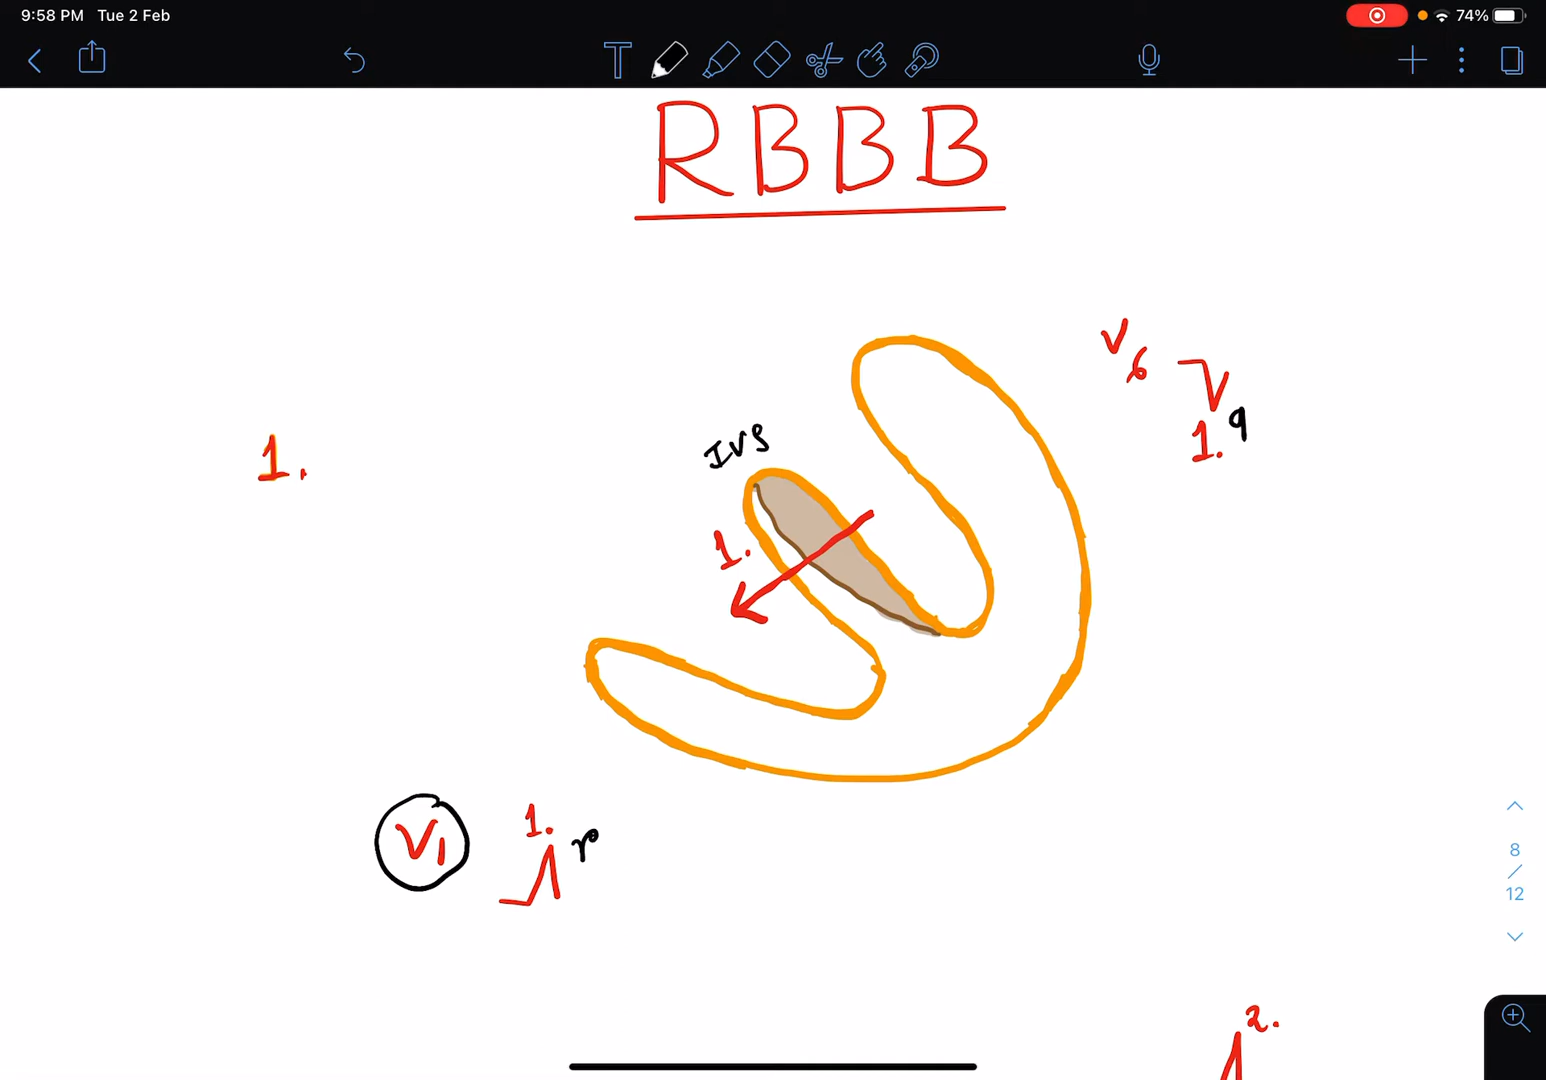 9:58 PM Tue 2 Feb
74%
T
RBBB
V6
1. q
IVS
1.
1.
8
/
12
V1
1.
r
2.